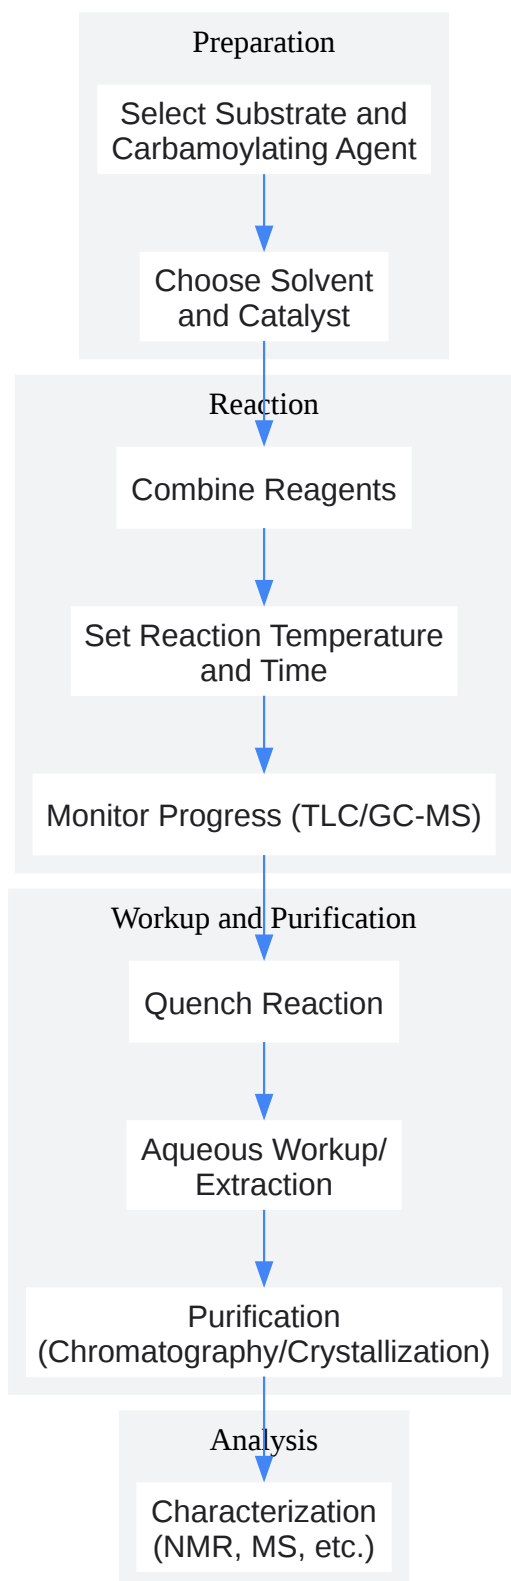 Preparation
Select Substrate and
Carbamoylating Agent
Choose Solvent
and Catalyst
Reaction
Combine Reagents
Set Reaction Temperature
and Time
Monitor Progress (TLC/GC-MS)
Workup and Purification
Quench Reaction
Aqueous Workup/
Extraction
Purification
(Chromatography/Crystallization)
Analysis
Characterization
(NMR, MS, etc.)